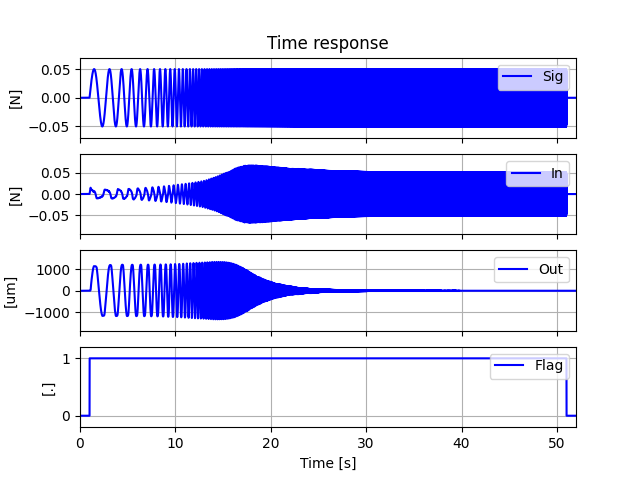 Time response
0.05
0.00
−0.05
[N]
Sig
0.05
0.00
−0.05
[N]
In
1000
0
−1000
[um]
Out
1
0
[.]
Flag
0 10 20 30 40 50
Time [s]